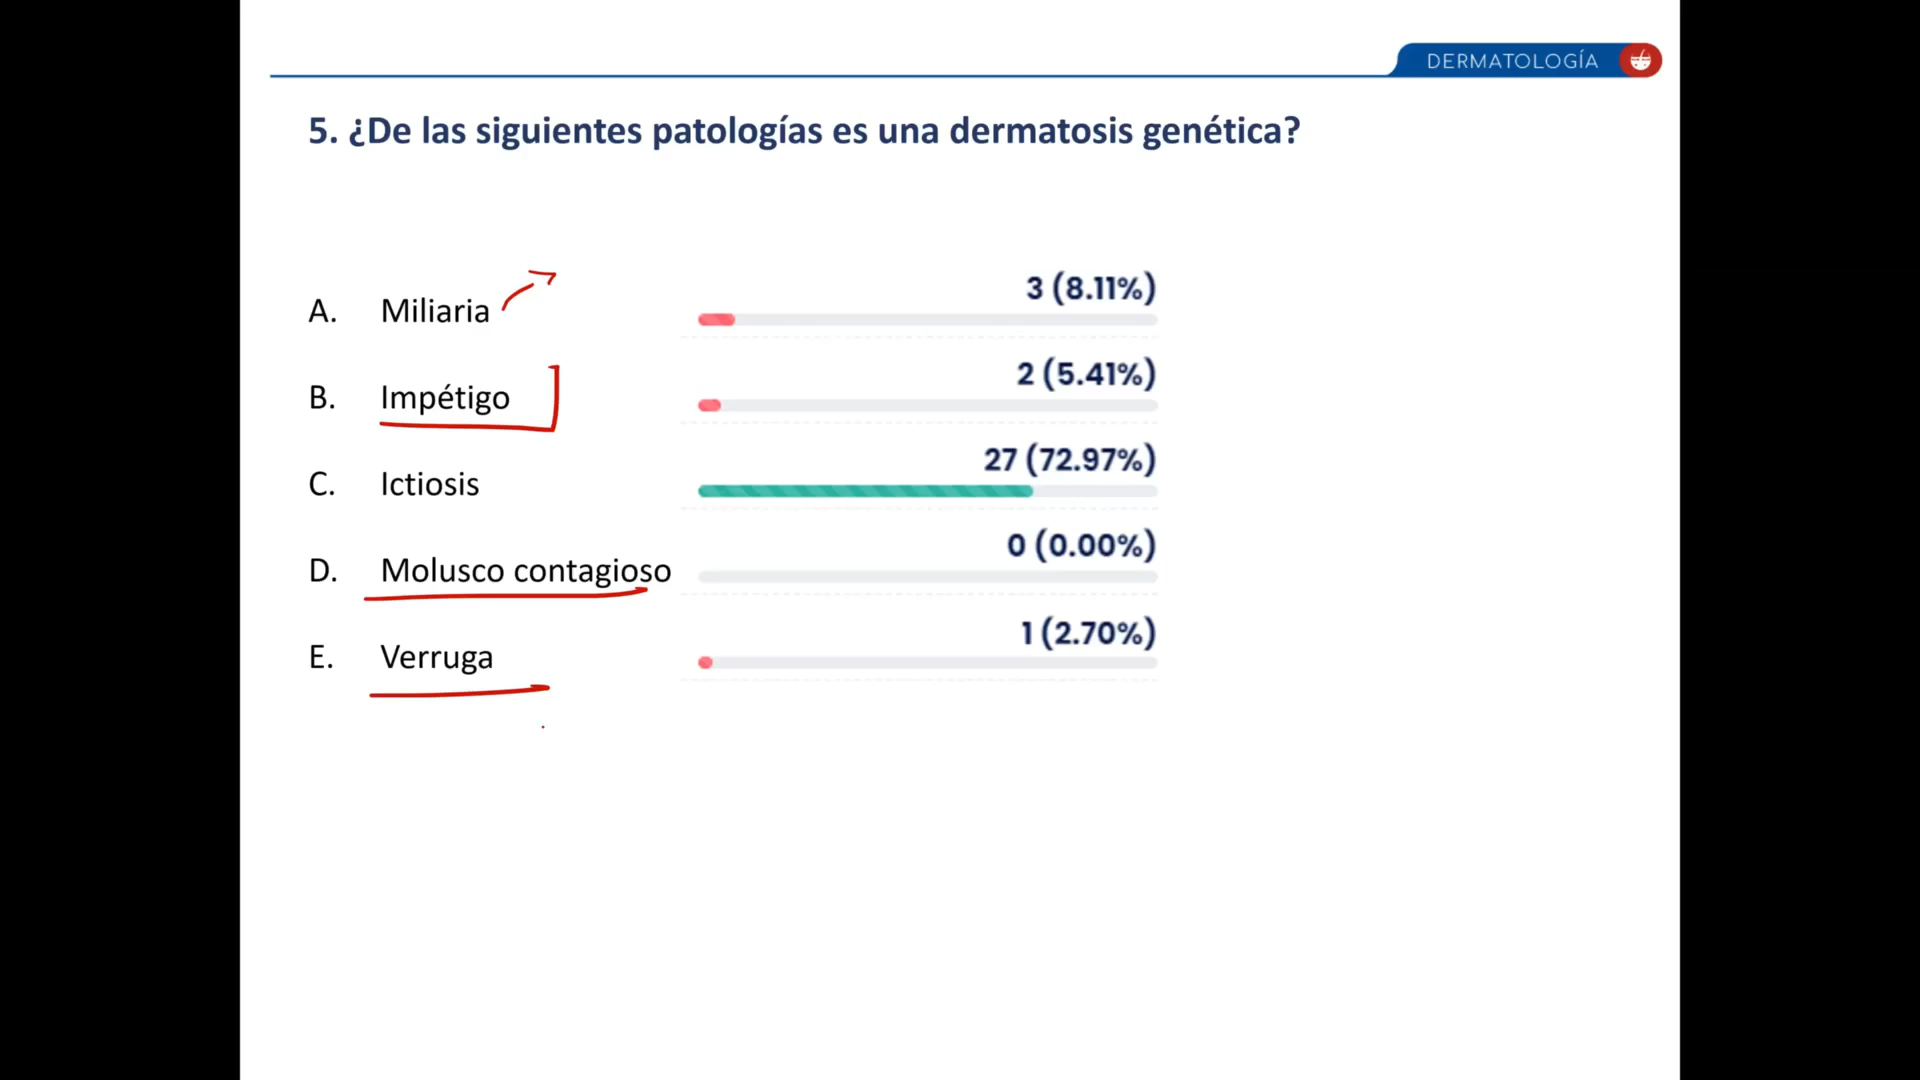 DERMATOLOGÍA
5. ¿De las siguientes patologías es una dermatosis genética?
A. Miliaria 3 (8.11%)
B. Impétigo 2 (5.41%)
C. Ictiosis 27 (72.97%)
D. Molusco contagioso 0 (0.00%)
E. Verruga 1 (2.70%)